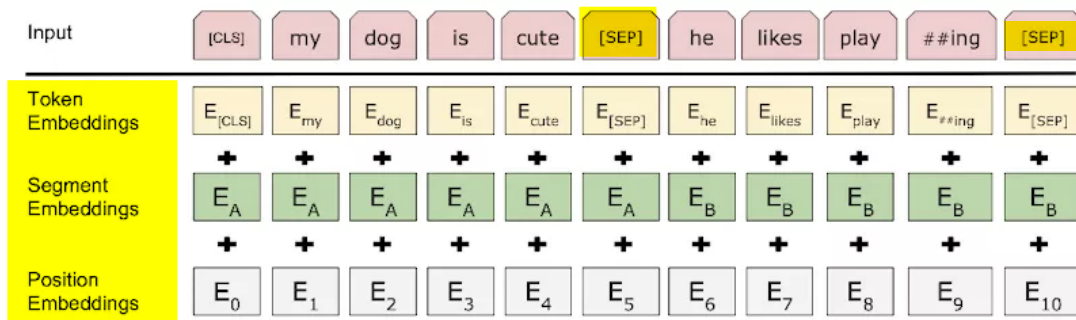 Input [CLS] my dog is cute [SEP] he likes play ##ing [SEP]
Token Embeddings E[CLS] Emy Edog Eis Ecute E[SEP] Ehe Elikes Eplay E##ing E[SEP]
+ + + + + + + + + + +
Segment Embeddings EA EA EA EA EA EA EB EB EB EB EB
+ + + + + + + + + + +
Position Embeddings E0 E1 E2 E3 E4 E5 E6 E7 E8 E9 E10